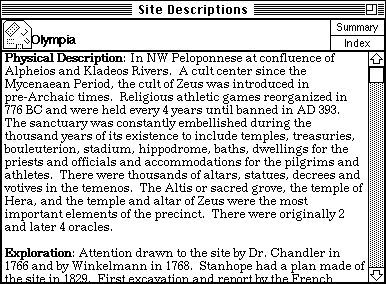 Site Descriptions
Olympia
Summary
Index
Physical Description: In NW Peloponnese at confluence of
Alpheios and Kladeos Rivers. A cult center since the
Mycenaean Period, the cult of Zeus was introduced in
pre-Archaic times. Religious athletic games reorganized in
776 BC and were held every 4 years until banned in AD 393.
The sanctuary was constantly embellished during the
thousand years of its existence to include temples, treasuries,
bouleuterion, stadium, hippodrome, baths, dwellings for the
priests and officials and accommodations for the pilgrims and
athletes. There were thousands of altars, statues, decrees and
votives in the temenos. The Altis or sacred grove, the temple of
Hera, and the temple and altar of Zeus were the most
important elements of the precinct. There were originally 2
and later 4 oracles.
Exploration: Attention drawn to the site by Dr. Chandler in
1766 and by Winkelmann in 1768. Stanhope had a plan made of
the site in 1829. First excavation and report by the French